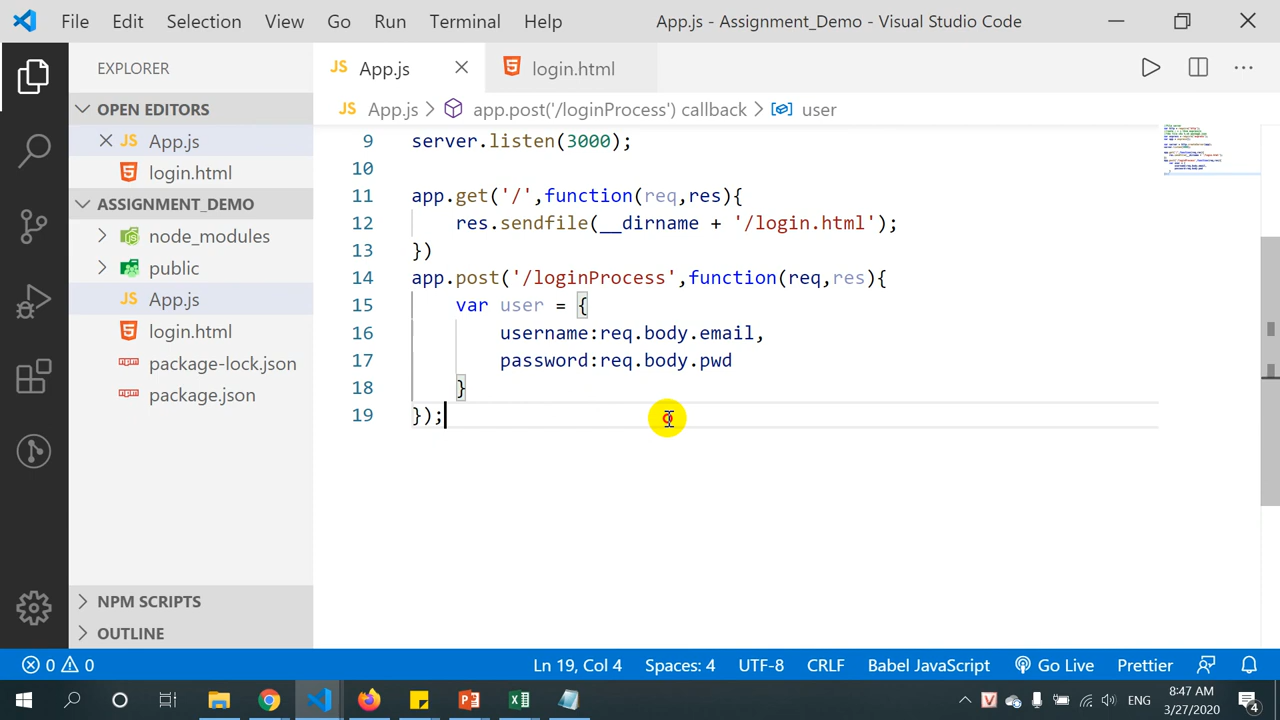 File Edit Selection View Go Run Terminal Help App.js - Assignment_Demo - Visual Studio Code
EXPLORER
JS App.js
login.html
OPEN EDITORS
JS App.js > app.post('/loginProcess') callback > user
JS App.js
login.html
ASSIGNMENT_DEMO
node_modules
public
JS App.js
login.html
package-lock.json
package.json
NPM SCRIPTS
OUTLINE
9 server.listen(3000);
10
11 app.get('/',function(req,res){
12 res.sendfile(__dirname + '/login.html');
13 })
14 app.post('/loginProcess',function(req,res){
15 var user = {
16 username:req.body.email,
17 password:req.body.pwd
18 }
19 });
0 0 Ln 19, Col 4 Spaces: 4 UTF-8 CRLF Babel JavaScript Go Live Prettier
ENG 8:47 AM
3/27/2020
4